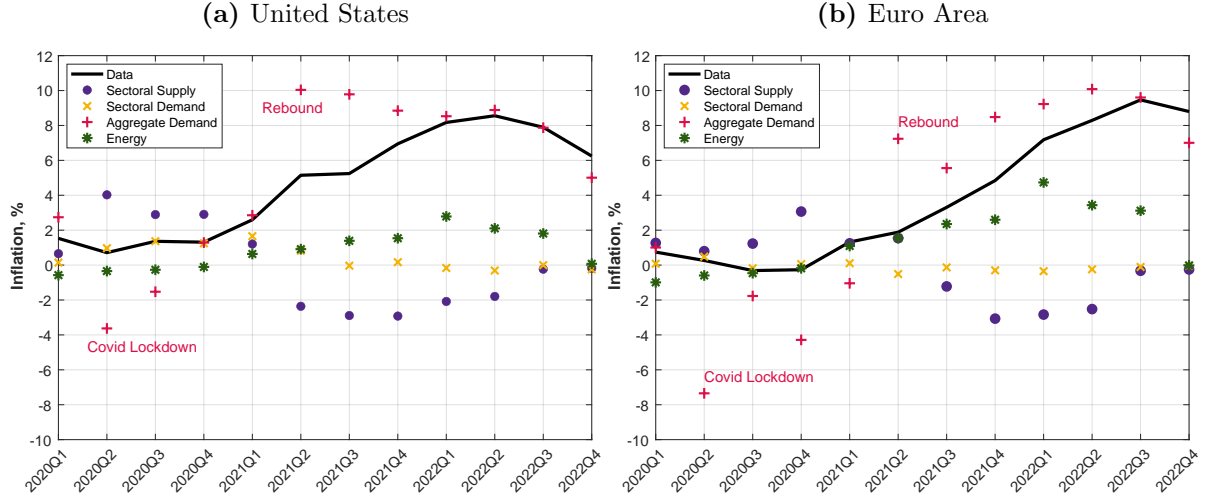 (a) United States
Inflation, %
12
10
8
6
4
2
0
-2
-4
-6
-8
-10
Data
Sectoral Supply
Sectoral Demand
Aggregate Demand
Energy
Rebound
Covid Lockdown
2020Q1
2020Q2
2020Q3
2020Q4
2021Q1
2021Q2
2021Q3
2021Q4
2022Q1
2022Q2
2022Q3
2022Q4
(b) Euro Area
Inflation, %
12
10
8
6
4
2
0
-2
-4
-6
-8
-10
Data
Sectoral Supply
Sectoral Demand
Aggregate Demand
Energy
Rebound
Covid Lockdown
2020Q1
2020Q2
2020Q3
2020Q4
2021Q1
2021Q2
2021Q3
2021Q4
2022Q1
2022Q2
2022Q3
2022Q4